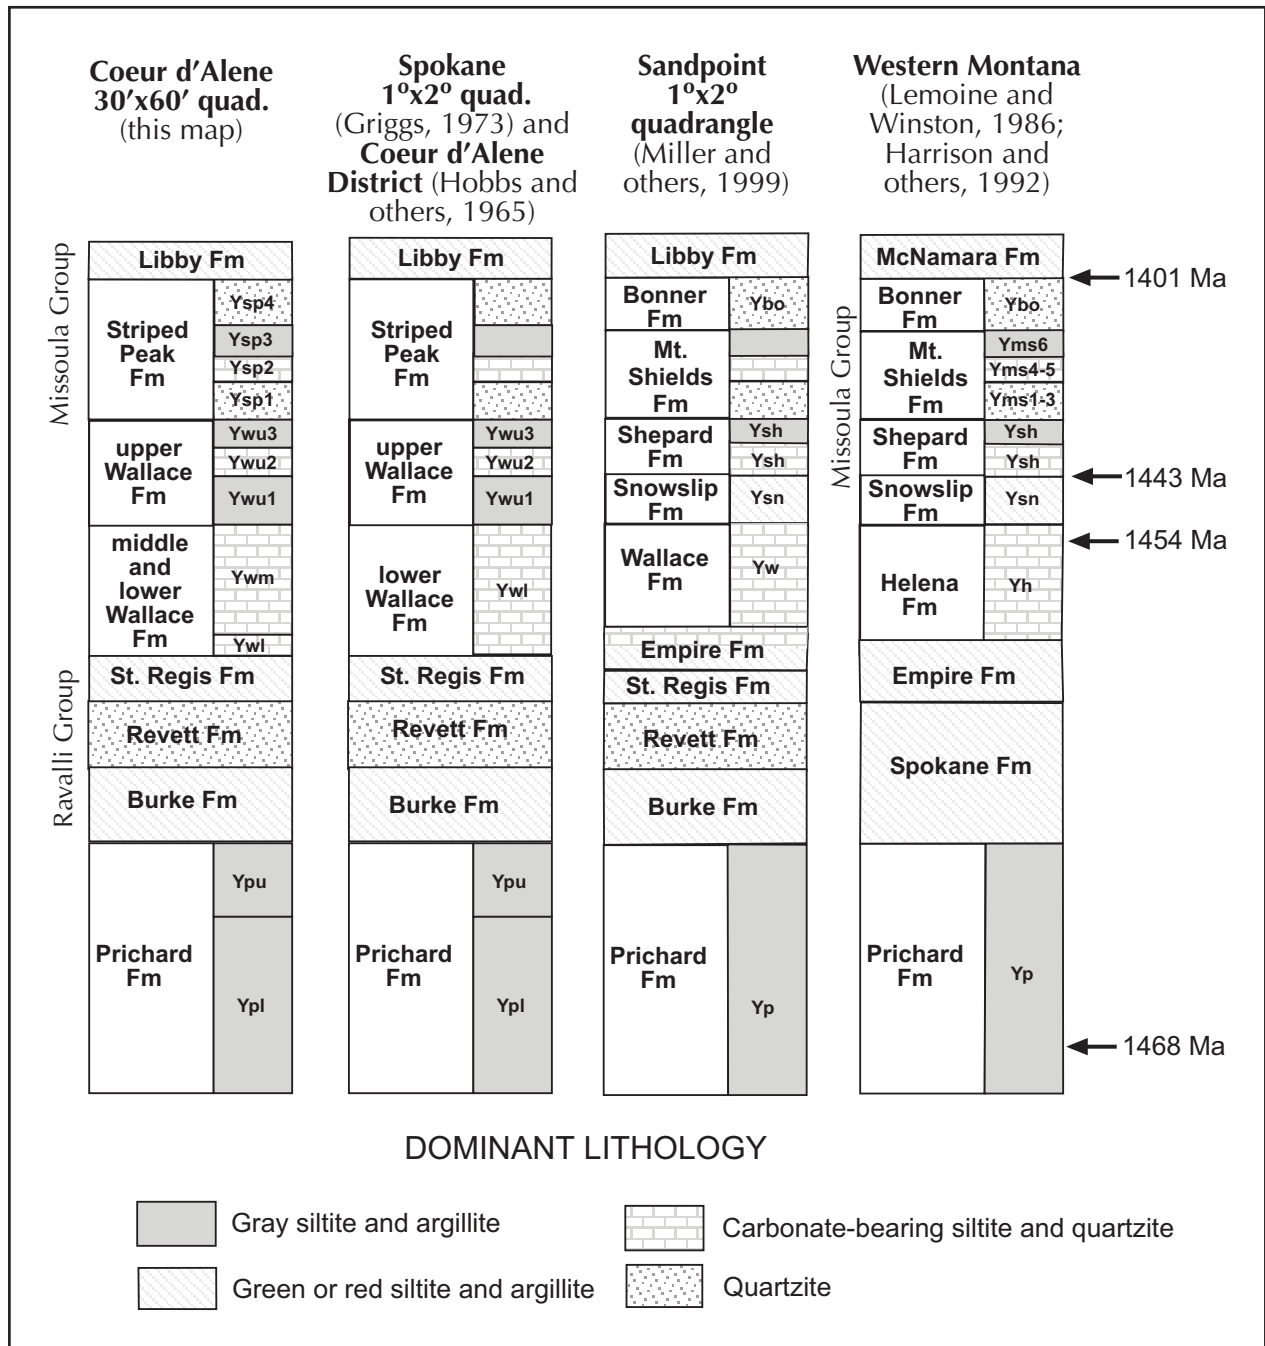 Coeur d'Alene
30'x60' quad.
(this map)
Spokane
1ºx2º quad.
(Griggs, 1973) and
Coeur d'Alene
District (Hobbs and
others, 1965)
Sandpoint
1ºx2º
quadrangle
(Miller and
others, 1999)
Western Montana
(Lemoine and
Winston, 1986;
Harrison and
others, 1992)
Missoula Group
Ravalli Group
Libby Fm
Striped
Peak
Fm
Ysp4
Ysp3
Ysp2
Ysp1
upper
Wallace
Fm
Ywu3
Ywu2
Ywu1
middle
and
lower
Wallace
Fm
Ywm
Ywl
St. Regis Fm
Revett Fm
Burke Fm
Prichard
Fm
Ypu
Ypl
Libby Fm
Striped
Peak
Fm
upper
Wallace
Fm
Ywu3
Ywu2
Ywu1
lower
Wallace
Fm
Ywl
St. Regis Fm
Revett Fm
Burke Fm
Prichard
Fm
Ypu
Ypl
Libby Fm
Bonner
Fm
Ybo
Mt.
Shields
Fm
Shepard
Fm
Ysh
Ysh
Snowslip
Fm
Ysn
Wallace
Fm
Yw
Empire Fm
St. Regis Fm
Revett Fm
Burke Fm
Prichard
Fm
Yp
Missoula Group
McNamara Fm
Bonner
Fm
Ybo
Mt.
Shields
Fm
Yms6
Yms4-5
Yms1-3
Shepard
Fm
Ysh
Ysh
Snowslip
Fm
Ysn
Helena
Fm
Yh
Empire Fm
Spokane Fm
Prichard
Fm
Yp
1401 Ma
1443 Ma
1454 Ma
1468 Ma
DOMINANT LITHOLOGY
Gray siltite and argillite
Green or red siltite and argillite
Carbonate-bearing siltite and quartzite
Quartzite